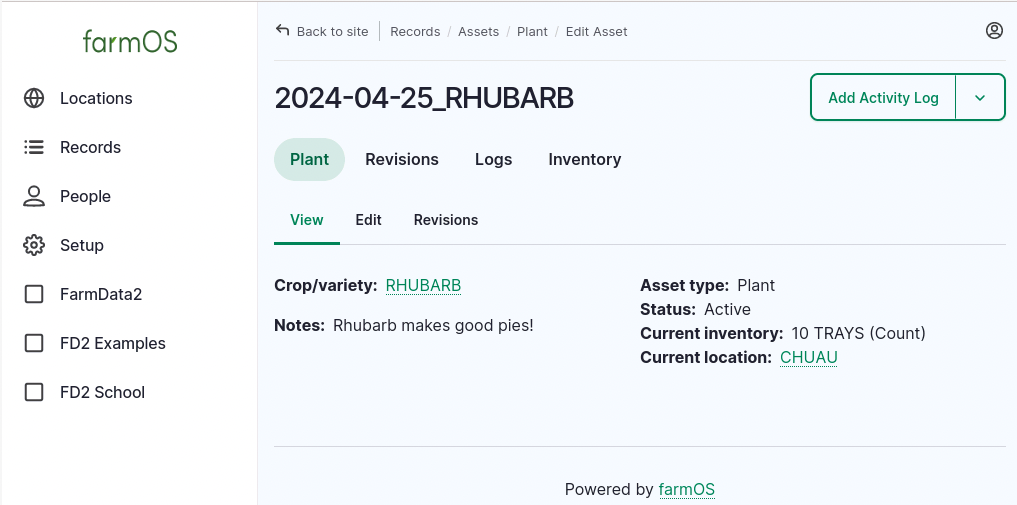 farmOS
Locations
Records
People
Setup
FarmData2
FD2 Examples
FD2 School
Back to site Records / Assets / Plant / Edit Asset
2024-04-25_RHUBARB
Add Activity Log
Plant Revisions Logs Inventory
View Edit Revisions
Crop/variety: RHUBARB
Notes: Rhubarb makes good pies!
Asset type: Plant
Status: Active
Current inventory: 10 TRAYS (Count)
Current location: CHUAU
Powered by farmOS